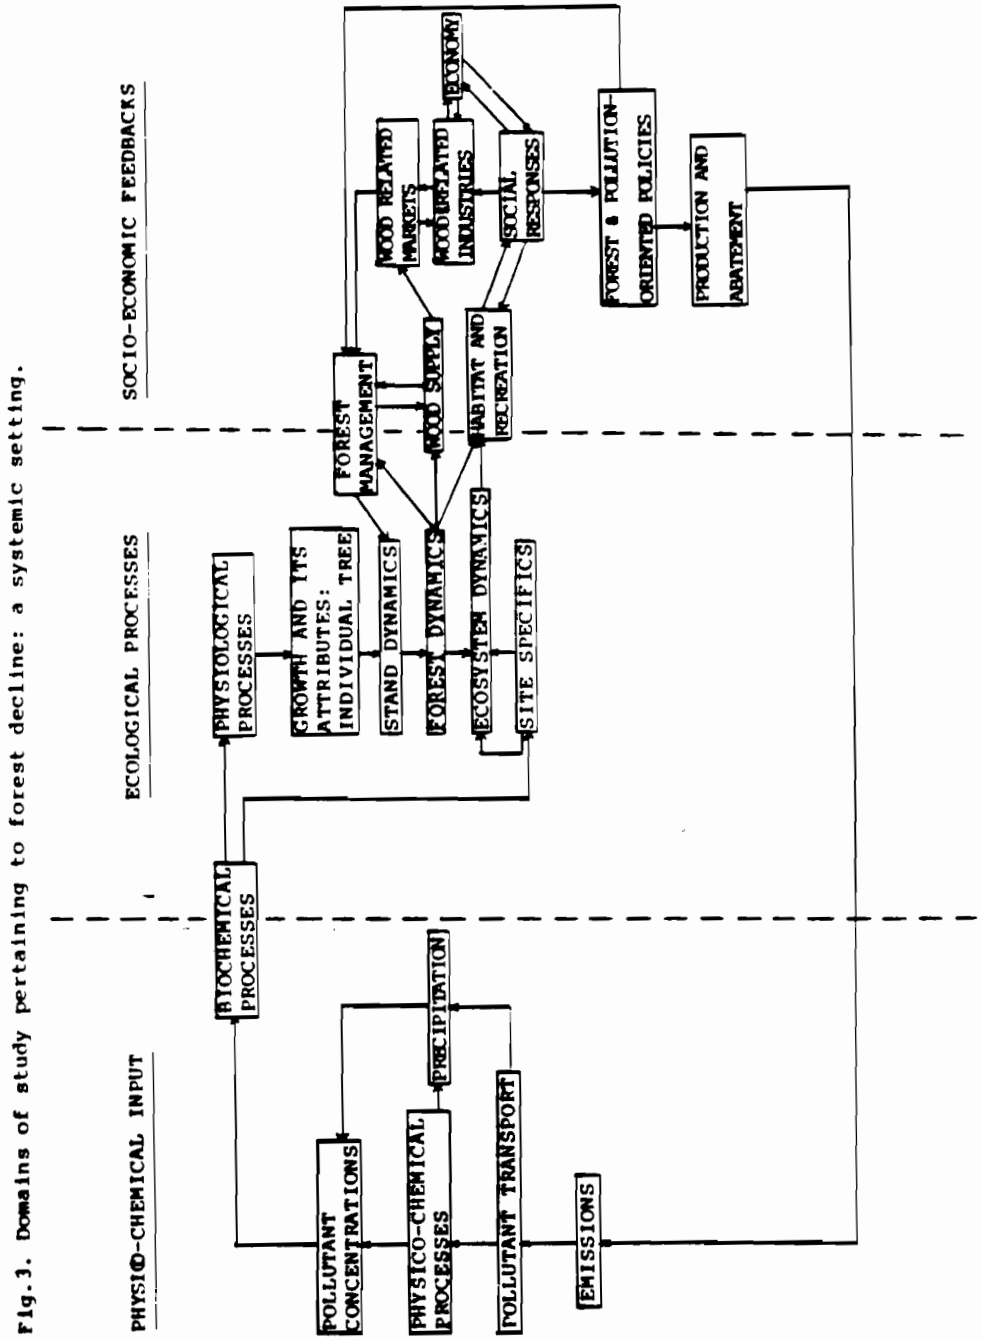 Fig.3. Domains of study pertaining to forest decline: a systemic setting.
PHYSIO-CHEMICAL INPUT
ECOLOGICAL PROCESSES
SOCIO-ECONOMIC FEEDBACKS
POLLUTANT
CONCENTRATIONS
PHYSICO-CHEMICAL
PROCESSES
PRECIPITATION
POLLUTANT TRANSPORT
EMISSIONS
BIOCHEMICAL
PROCESSES
PHYSIOLOGICAL
PROCESSES
GROWTH AND ITS
ATTRIBUTES:
INDIVIDUAL TREE
STAND DYNAMICS
FOREST DYNAMICS
ECOSYSTEM DYNAMICS
SITE SPECIFICS
FOREST
MANAGEMENT
WOOD SUPPLY
HABITAT AND
RECREATION
WOOD RELATED
MARKETS
WOOD RELATED
INDUSTRIES
ECONOMY
SOCIAL
RESPONSES
FOREST & POLLUTION-
ORIENTED POLICIES
PRODUCTION AND
ABATEMENT